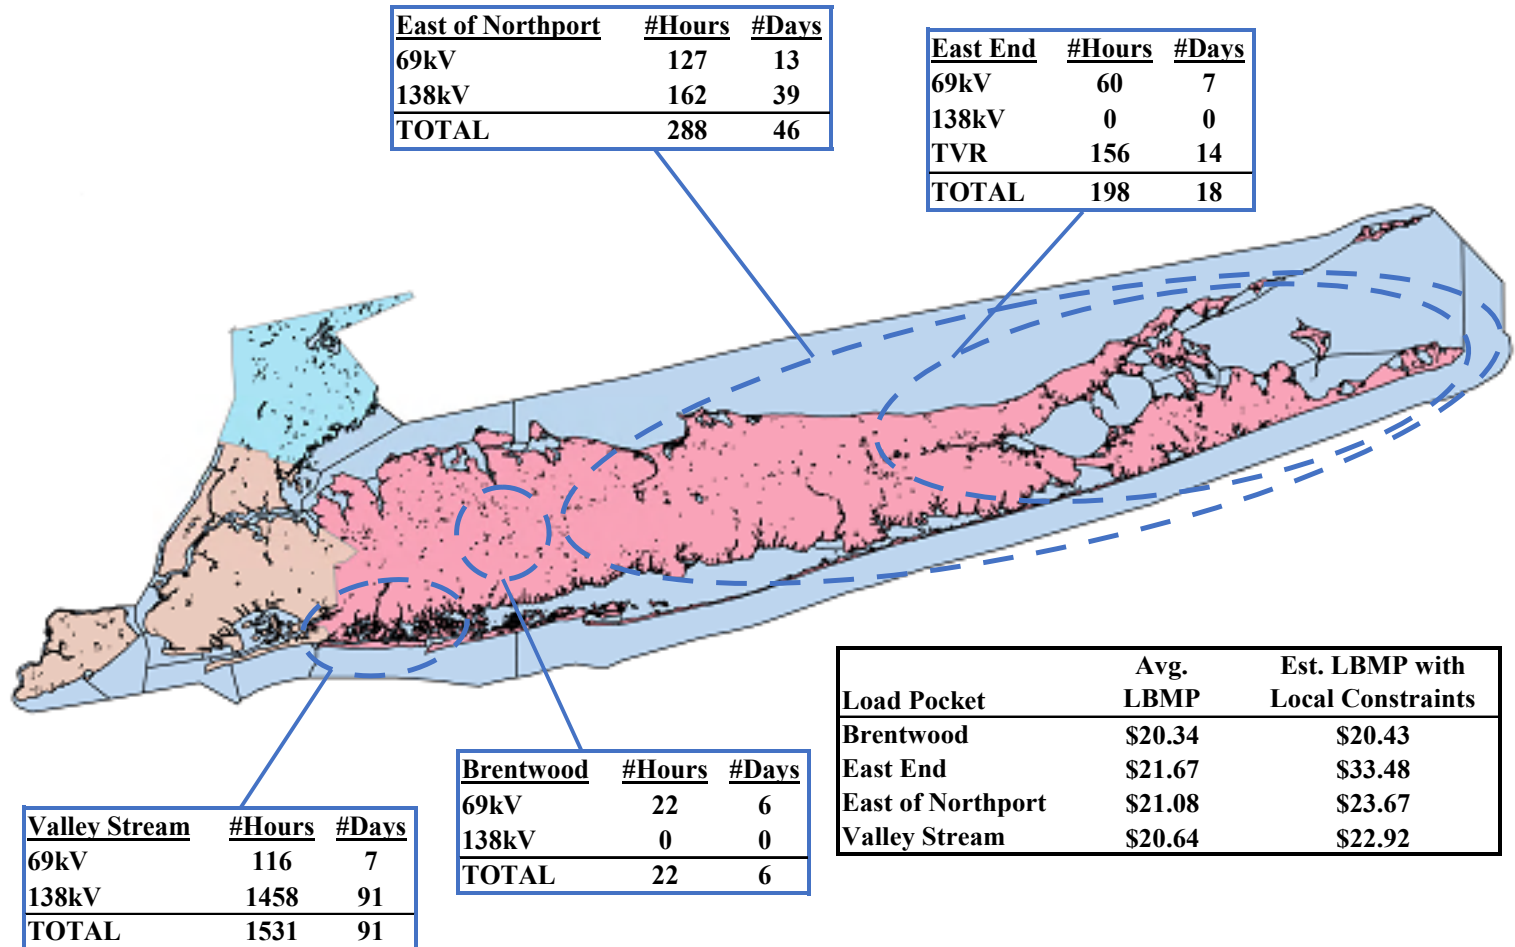 East of Northport #Hours #Days
69kV 127 13
138kV 162 39
TOTAL 288 46
East End #Hours #Days
69kV 60 7
138kV 0 0
TVR 156 14
TOTAL 198 18
Avg. Est. LBMP with
Load Pocket LBMP Local Constraints
Brentwood $20.34 $20.43
East End $21.67 $33.48
East of Northport $21.08 $23.67
Valley Stream $20.64 $22.92
Brentwood #Hours #Days
69kV 22 6
138kV 0 0
TOTAL 22 6
Valley Stream #Hours #Days
69kV 116 7
138kV 1458 91
TOTAL 1531 91